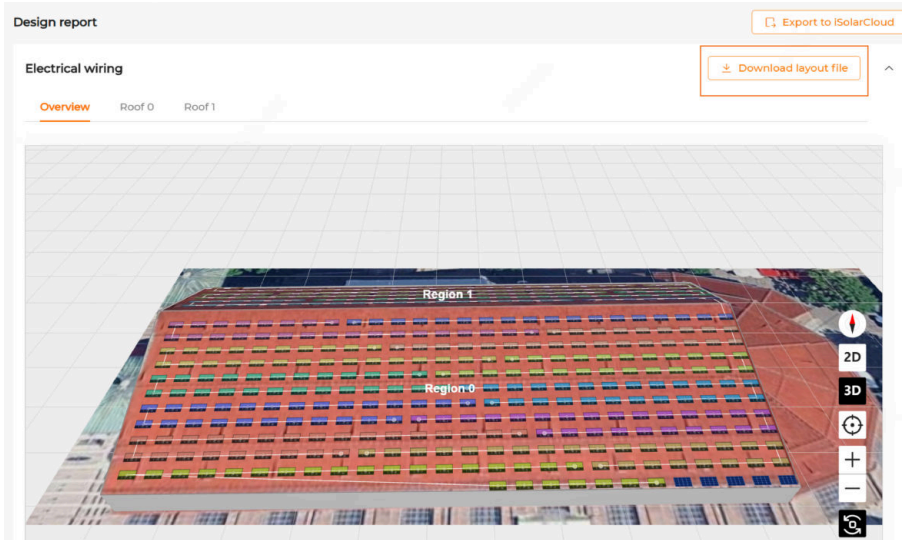 Design report
Export to iSolarCloud
Electrical wiring
Download layout file
Overview Roof 0 Roof 1
Region 1
Region 0
2D
3D